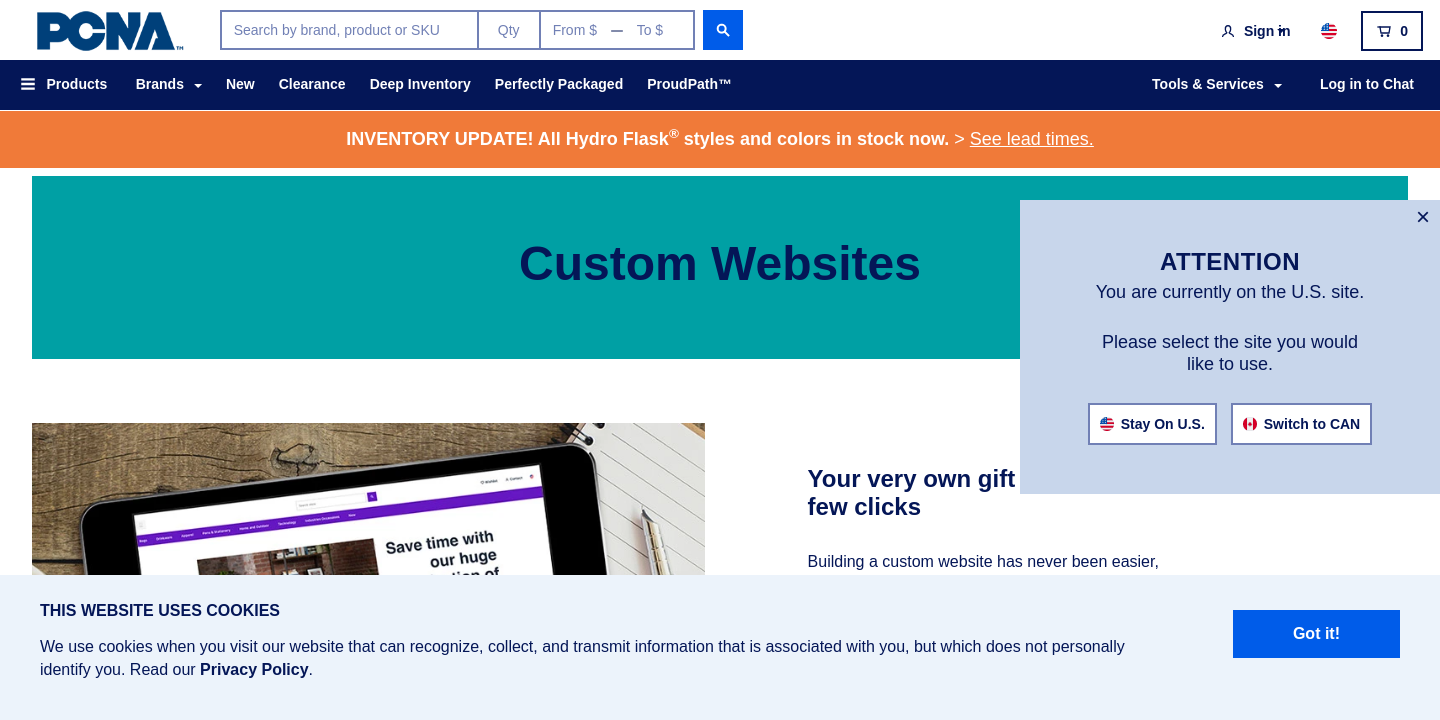 PCNA™
Search by brand, product or SKU
Qty
From $ — To $
Sign in
0
Products
Brands
New
Clearance
Deep Inventory
Perfectly Packaged
ProudPath™
Tools & Services
Log in to Chat
INVENTORY UPDATE! All Hydro Flask® styles and colors in stock now. > See lead times.
Custom Websites
×
ATTENTION
You are currently on the U.S. site.
Please select the site you would
like to use.
Stay On U.S.
Switch to CAN
Save time with
our huge
Your very own gift
few clicks
Building a custom website has never been easier,
THIS WEBSITE USES COOKIES
We use cookies when you visit our website that can recognize, collect, and transmit information that is associated with you, but which does not personally
identify you. Read our Privacy Policy.
Got it!